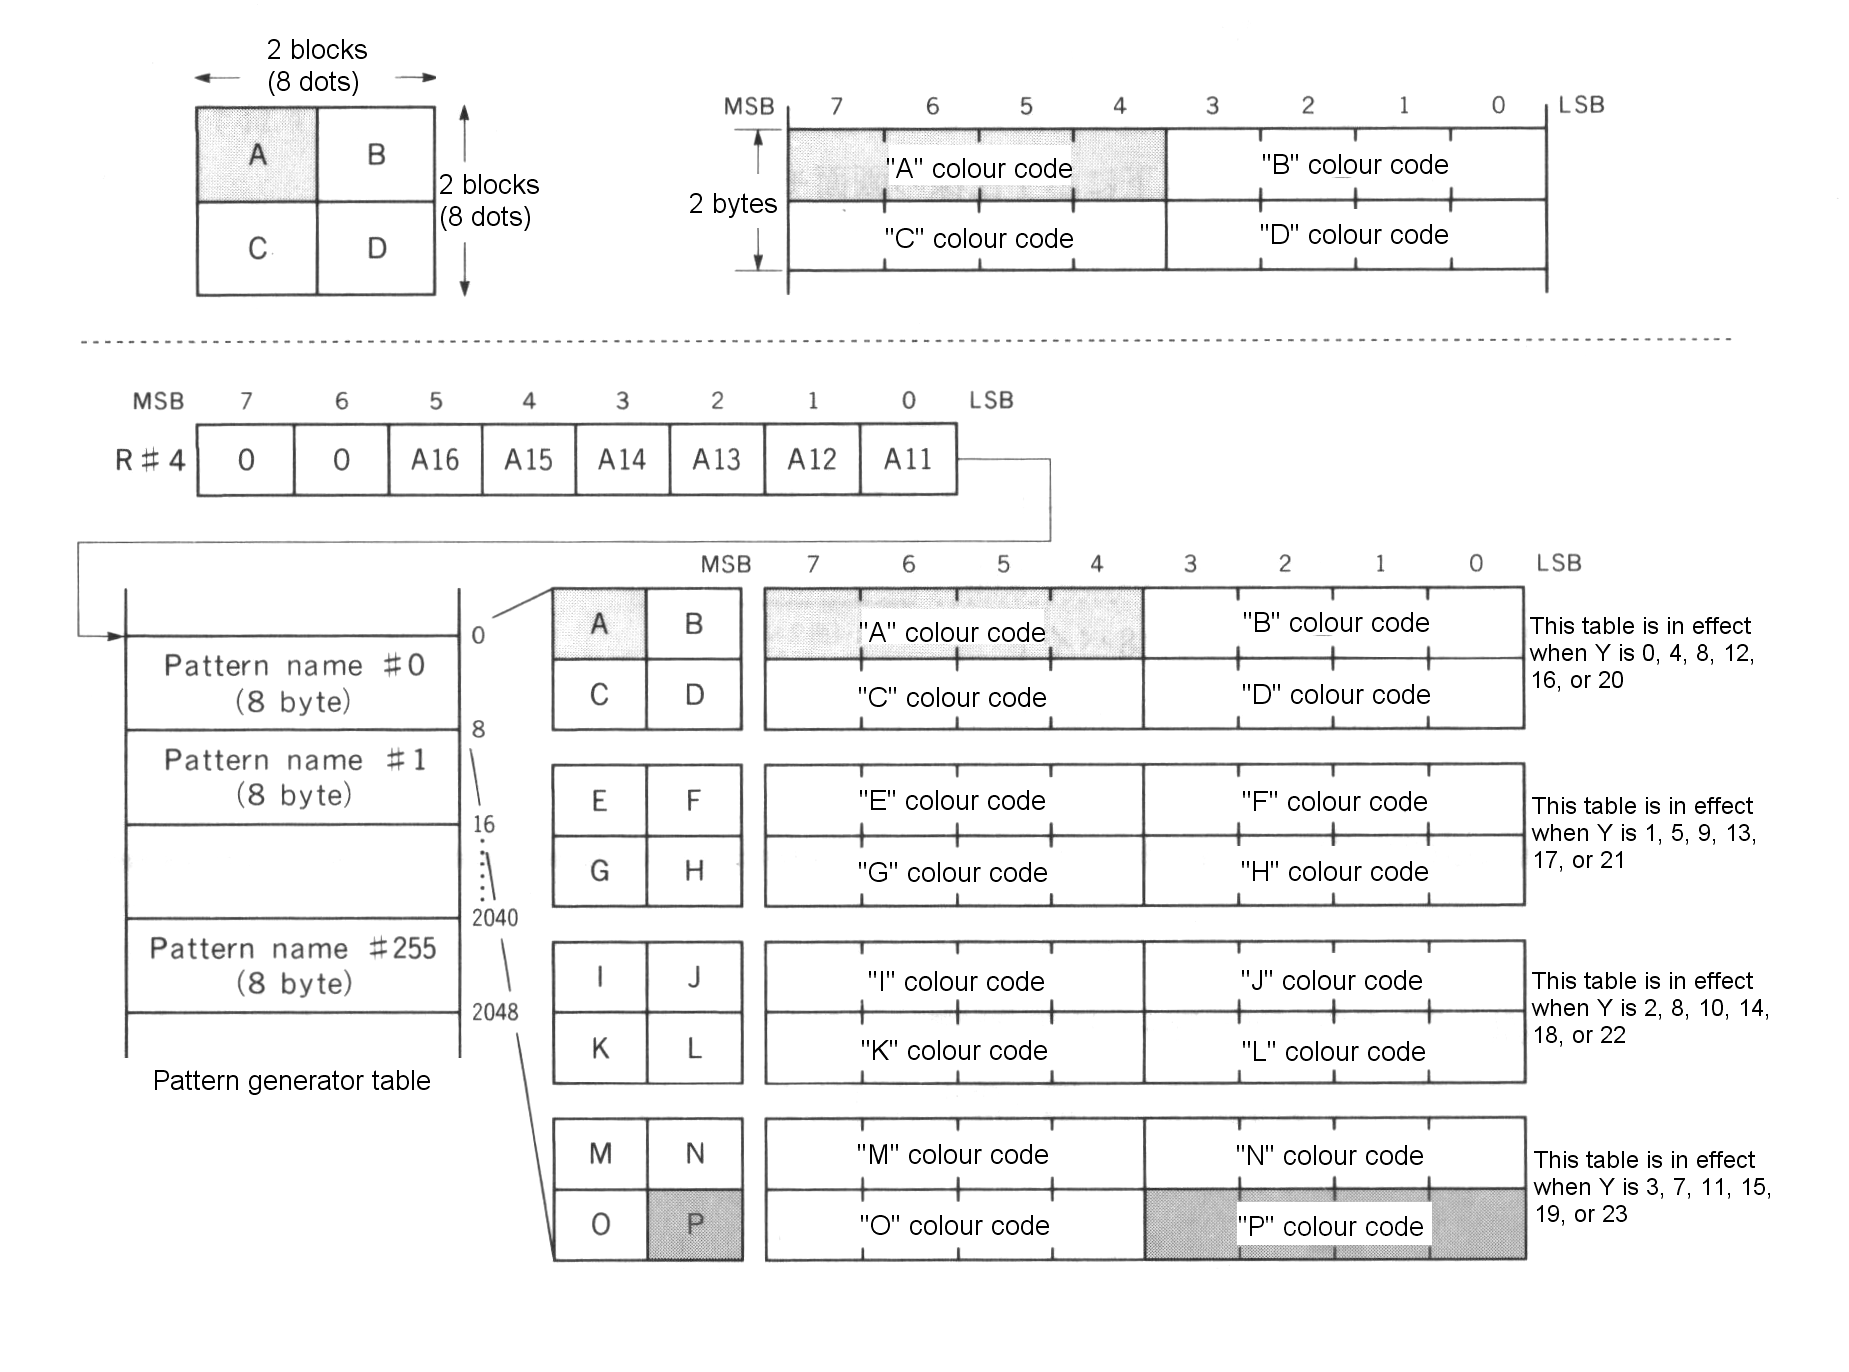 2 blocks
(8 dots)
A B
C D
2 blocks
(8 dots)
MSB 7 6 5 4 3 2 1 0 LSB
"A" colour code "B" colour code
2 bytes
"C" colour code "D" colour code
MSB 7 6 5 4 3 2 1 0 LSB
R#4 0 0 A16 A15 A14 A13 A12 A11
Pattern name #0
(8 byte)
Pattern name #1
(8 byte)
Pattern name #255
(8 byte)
0
8
16
2040
2048
Pattern generator table
MSB 7 6 5 4 3 2 1 0 LSB
A B "A" colour code "B" colour code
C D "C" colour code "D" colour code
This table is in effect
when Y is 0, 4, 8, 12,
16, or 20
E F "E" colour code "F" colour code
G H "G" colour code "H" colour code
This table is in effect
when Y is 1, 5, 9, 13,
17, or 21
I J "I" colour code "J" colour code
K L "K" colour code "L" colour code
This table is in effect
when Y is 2, 8, 10, 14,
18, or 22
M N "M" colour code "N" colour code
O P "O" colour code "P" colour code
This table is in effect
when Y is 3, 7, 11, 15,
19, or 23